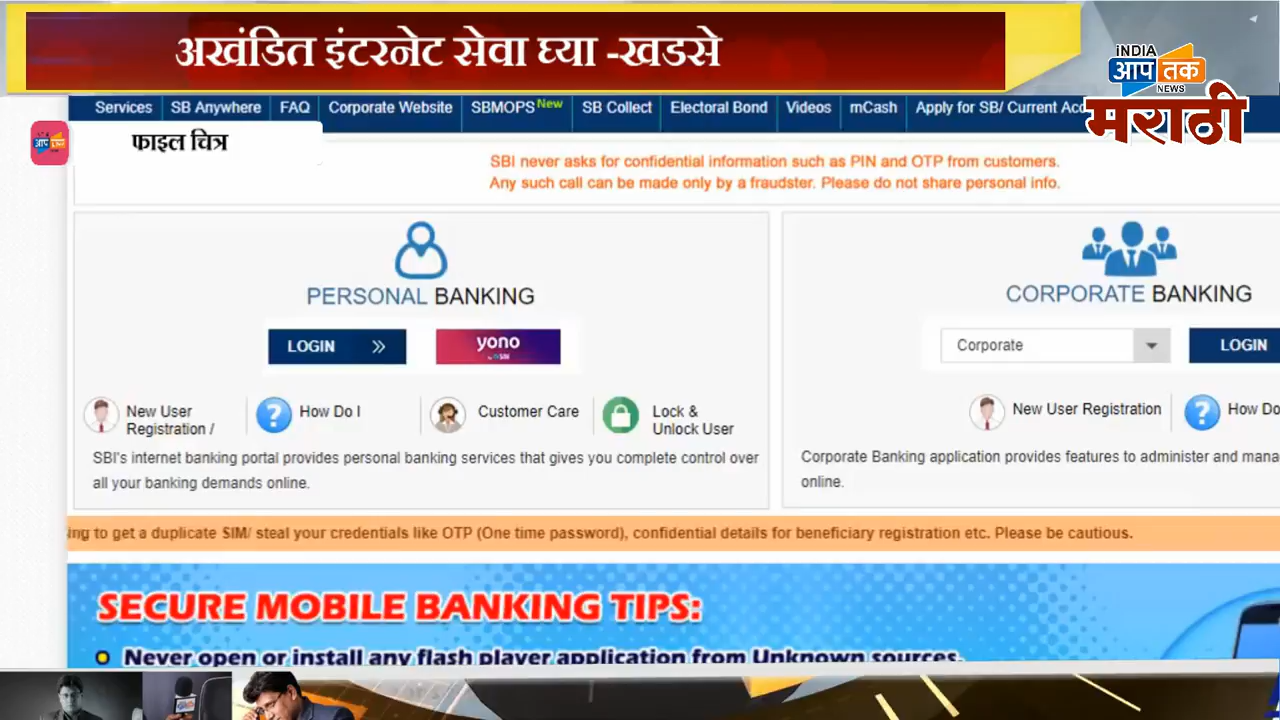 अखंडित इंटरनेट सेवा घ्या -खडसे
INDIA
आप तक
NEWS
मराठी
Services SB Anywhere FAQ Corporate Website SBMOPS New SB Collect Electoral Bond Videos mCash Apply for SB/ Current
फाइल चित्र
SBI never asks for confidential information such as PIN and OTP from customers.
Any such call can be made only by a fraudster. Please do not share personal info.
PERSONAL BANKING
LOGIN
yono
SBI
New User
Registration /
How Do I
Customer Care
Lock &
Unlock User
SBI's internet banking portal provides personal banking services that gives you complete control over
all your banking demands online.
CORPORATE BANKING
Corporate
LOGIN
New User Registration
How Do
Corporate Banking application provides features to administer and mana
online.
ing to get a duplicate SIM/ steal your credentials like OTP (One time password), confidential details for beneficiary registration etc. Please be cautious.
SECURE MOBILE BANKING TIPS:
Never open or install any flash player application from Unknown sources.